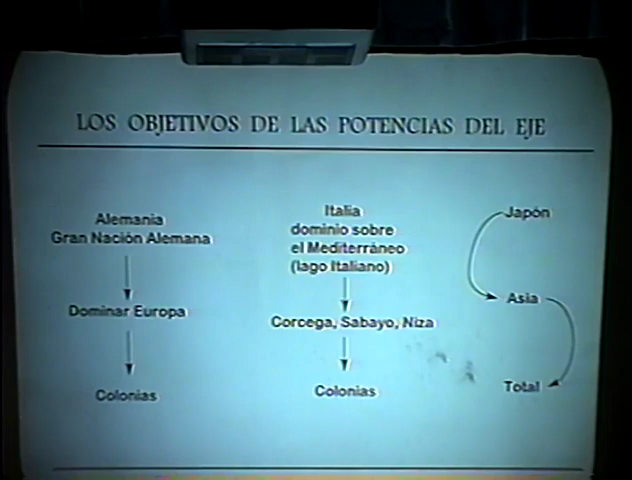 LOS OBJETIVOS DE LAS POTENCIAS DEL EJE
Alemania
Gran Nación Alemana
Dominar Europa
Colonias
Italia
dominio sobre
el Mediterráneo
(lago Italiano)
Corcega, Sabayo, Niza
Colonias
Japón
Asia
Total